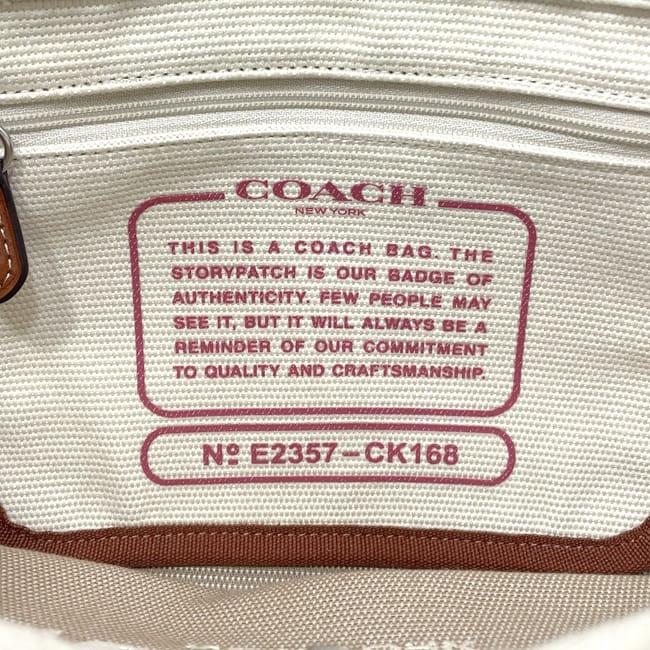 COACH
NEW YORK
THIS IS A COACH BAG. THE
STORYPATCH IS OUR BADGE OF
AUTHENTICITY. FEW PEOPLE MAY
SEE IT, BUT IT WILL ALWAYS BE A
REMINDER OF OUR COMMITMENT
TO QUALITY AND CRAFTSMANSHIP.
Nº E2357-CK168